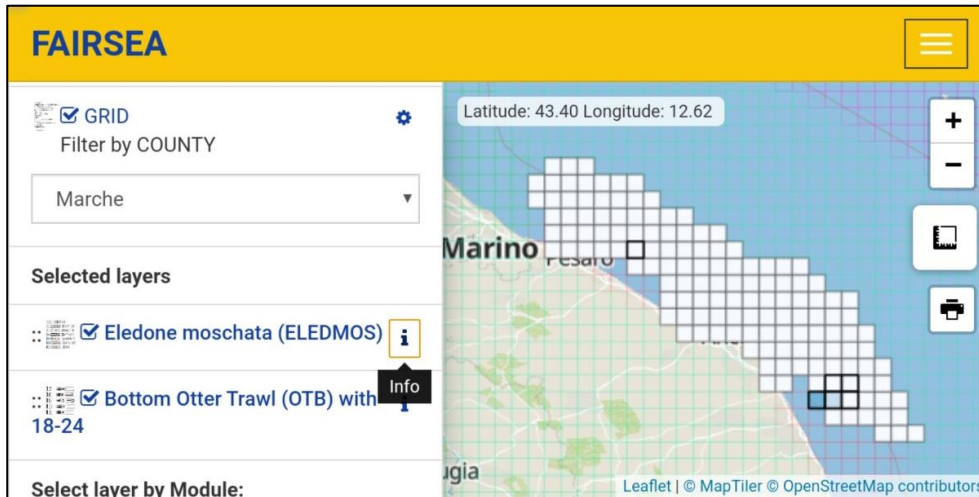 FAIRSEA
GRID
Filter by COUNTY
Marche
Selected layers
Eledone moschata (ELEDMOS)
i
Info
Bottom Otter Trawl (OTB) with
18-24
Select layer by Module:
Latitude: 43.40 Longitude: 12.62
+
−
Marino
Pesaro
ugia
Leaflet | © MapTiler © OpenStreetMap contributors